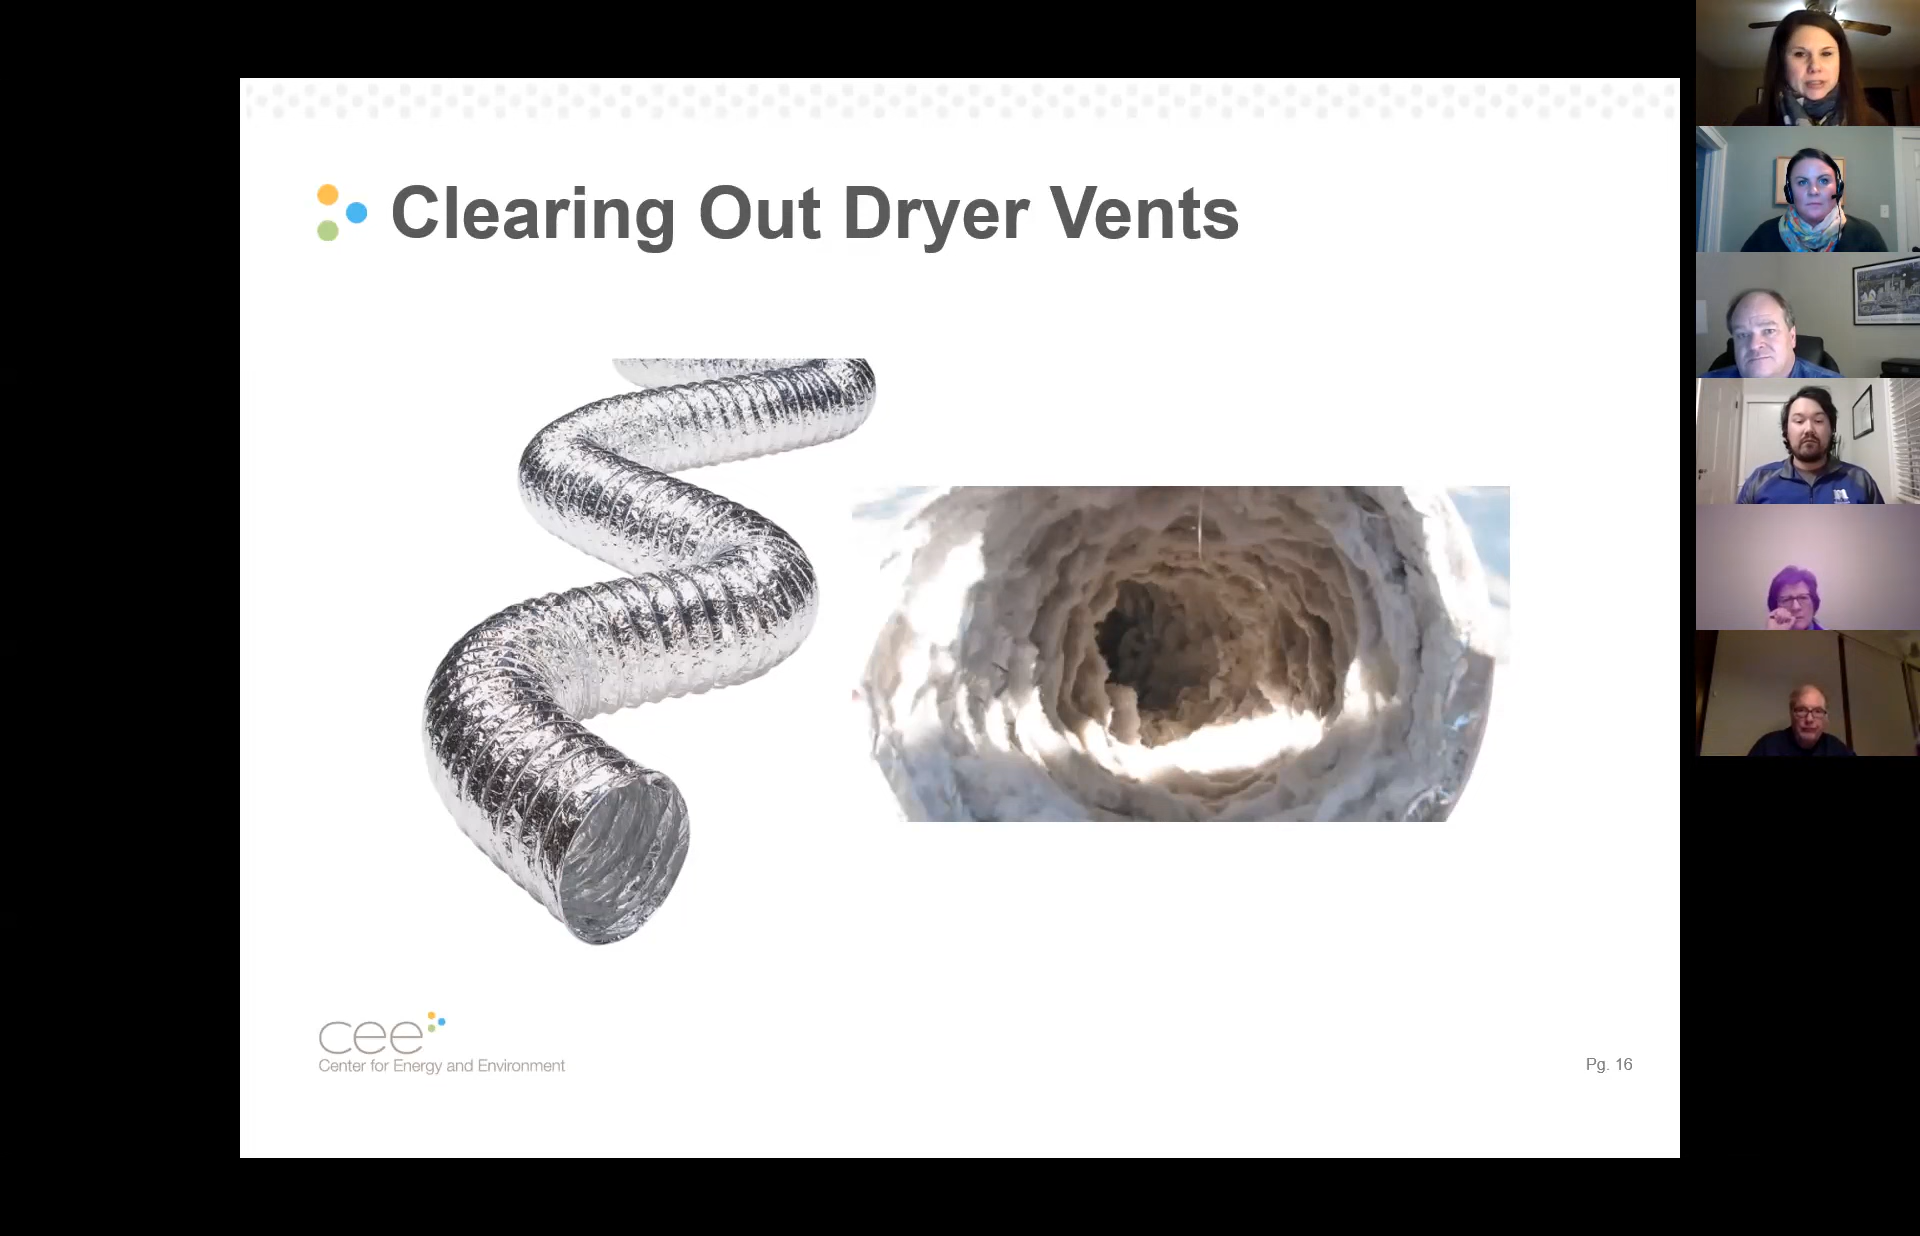 Clearing Out Dryer Vents
cee
Center for Energy and Environment
Pg. 16